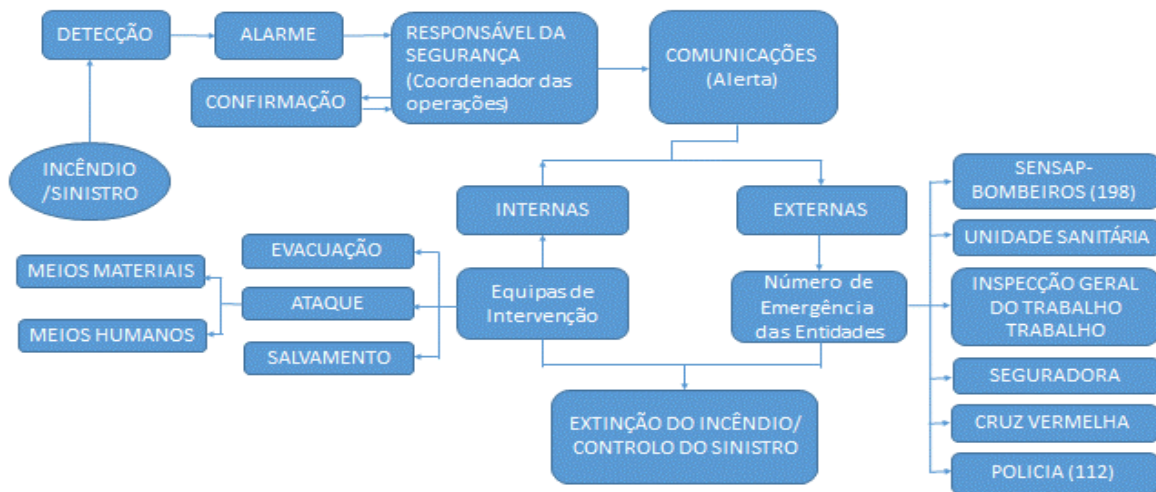 DETECÇÃO
ALARME
RESPONSÁVEL DA
SEGURANÇA
(Coordenador das
operações)
COMUNICAÇÕES
(Alerta)
CONFIRMAÇÃO
INCÊNDIO
/SINISTRO
INTERNAS
EXTERNAS
SENSAP-
BOMBEIROS (198)
UNIDADE SANITÁRIA
INSPECÇÃO GERAL
DO TRABALHO
TRABALHO
SEGURADORA
CRUZ VERMELHA
POLICIA (112)
EVACUAÇÃO
MEIOS MATERIAIS
ATAQUE
MEIOS HUMANOS
SALVAMENTO
Equipas de
Intervenção
Número de
Emergência
das Entidades
EXTINÇÃO DO INCÊNDIO/
CONTROLO DO SINISTRO